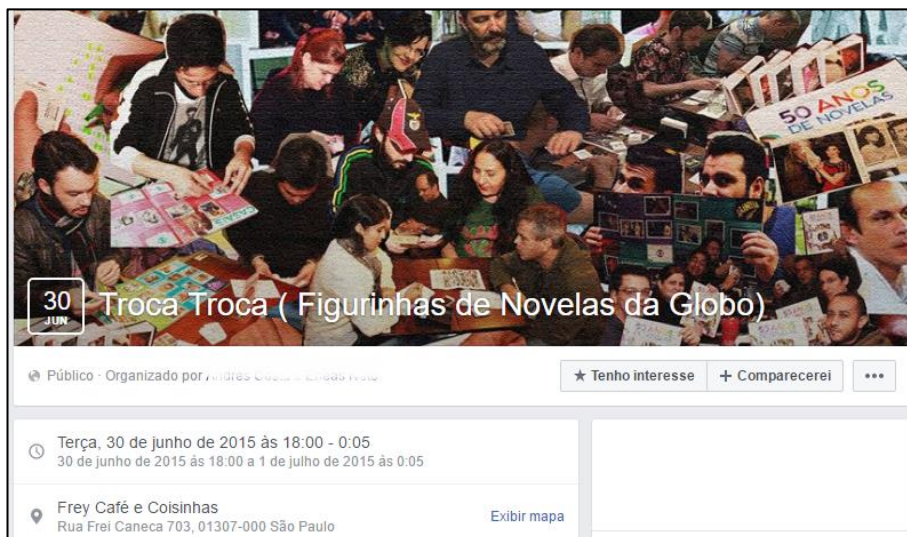 50 ANOS
DE NOVELAS
30
JUN
Troca Troca ( Figurinhas de Novelas da Globo)
Público · Organizado por
★ Tenho interesse
+ Comparecerei
Terça, 30 de junho de 2015 às 18:00 - 0:05
30 de junho de 2015 às 18:00 a 1 de julho de 2015 às 0:05
Frey Café e Coisinhas
Exibir mapa
Rua Frei Caneca 703, 01307-000 São Paulo